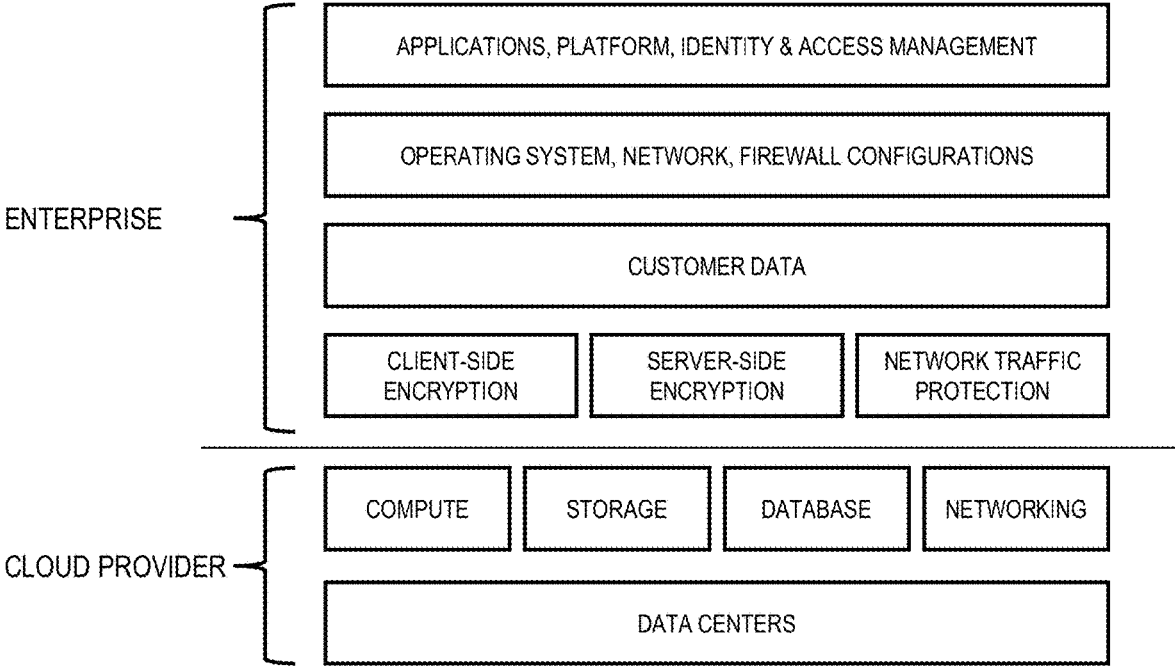 APPLICATIONS, PLATFORM, IDENTITY & ACCESS MANAGEMENT
OPERATING SYSTEM, NETWORK, FIREWALL CONFIGURATIONS
ENTERPRISE
CUSTOMER DATA
CLIENT-SIDE
ENCRYPTION
SERVER-SIDE
ENCRYPTION
NETWORK TRAFFIC
PROTECTION
COMPUTE
STORAGE
DATABASE
NETWORKING
CLOUD PROVIDER
DATA CENTERS